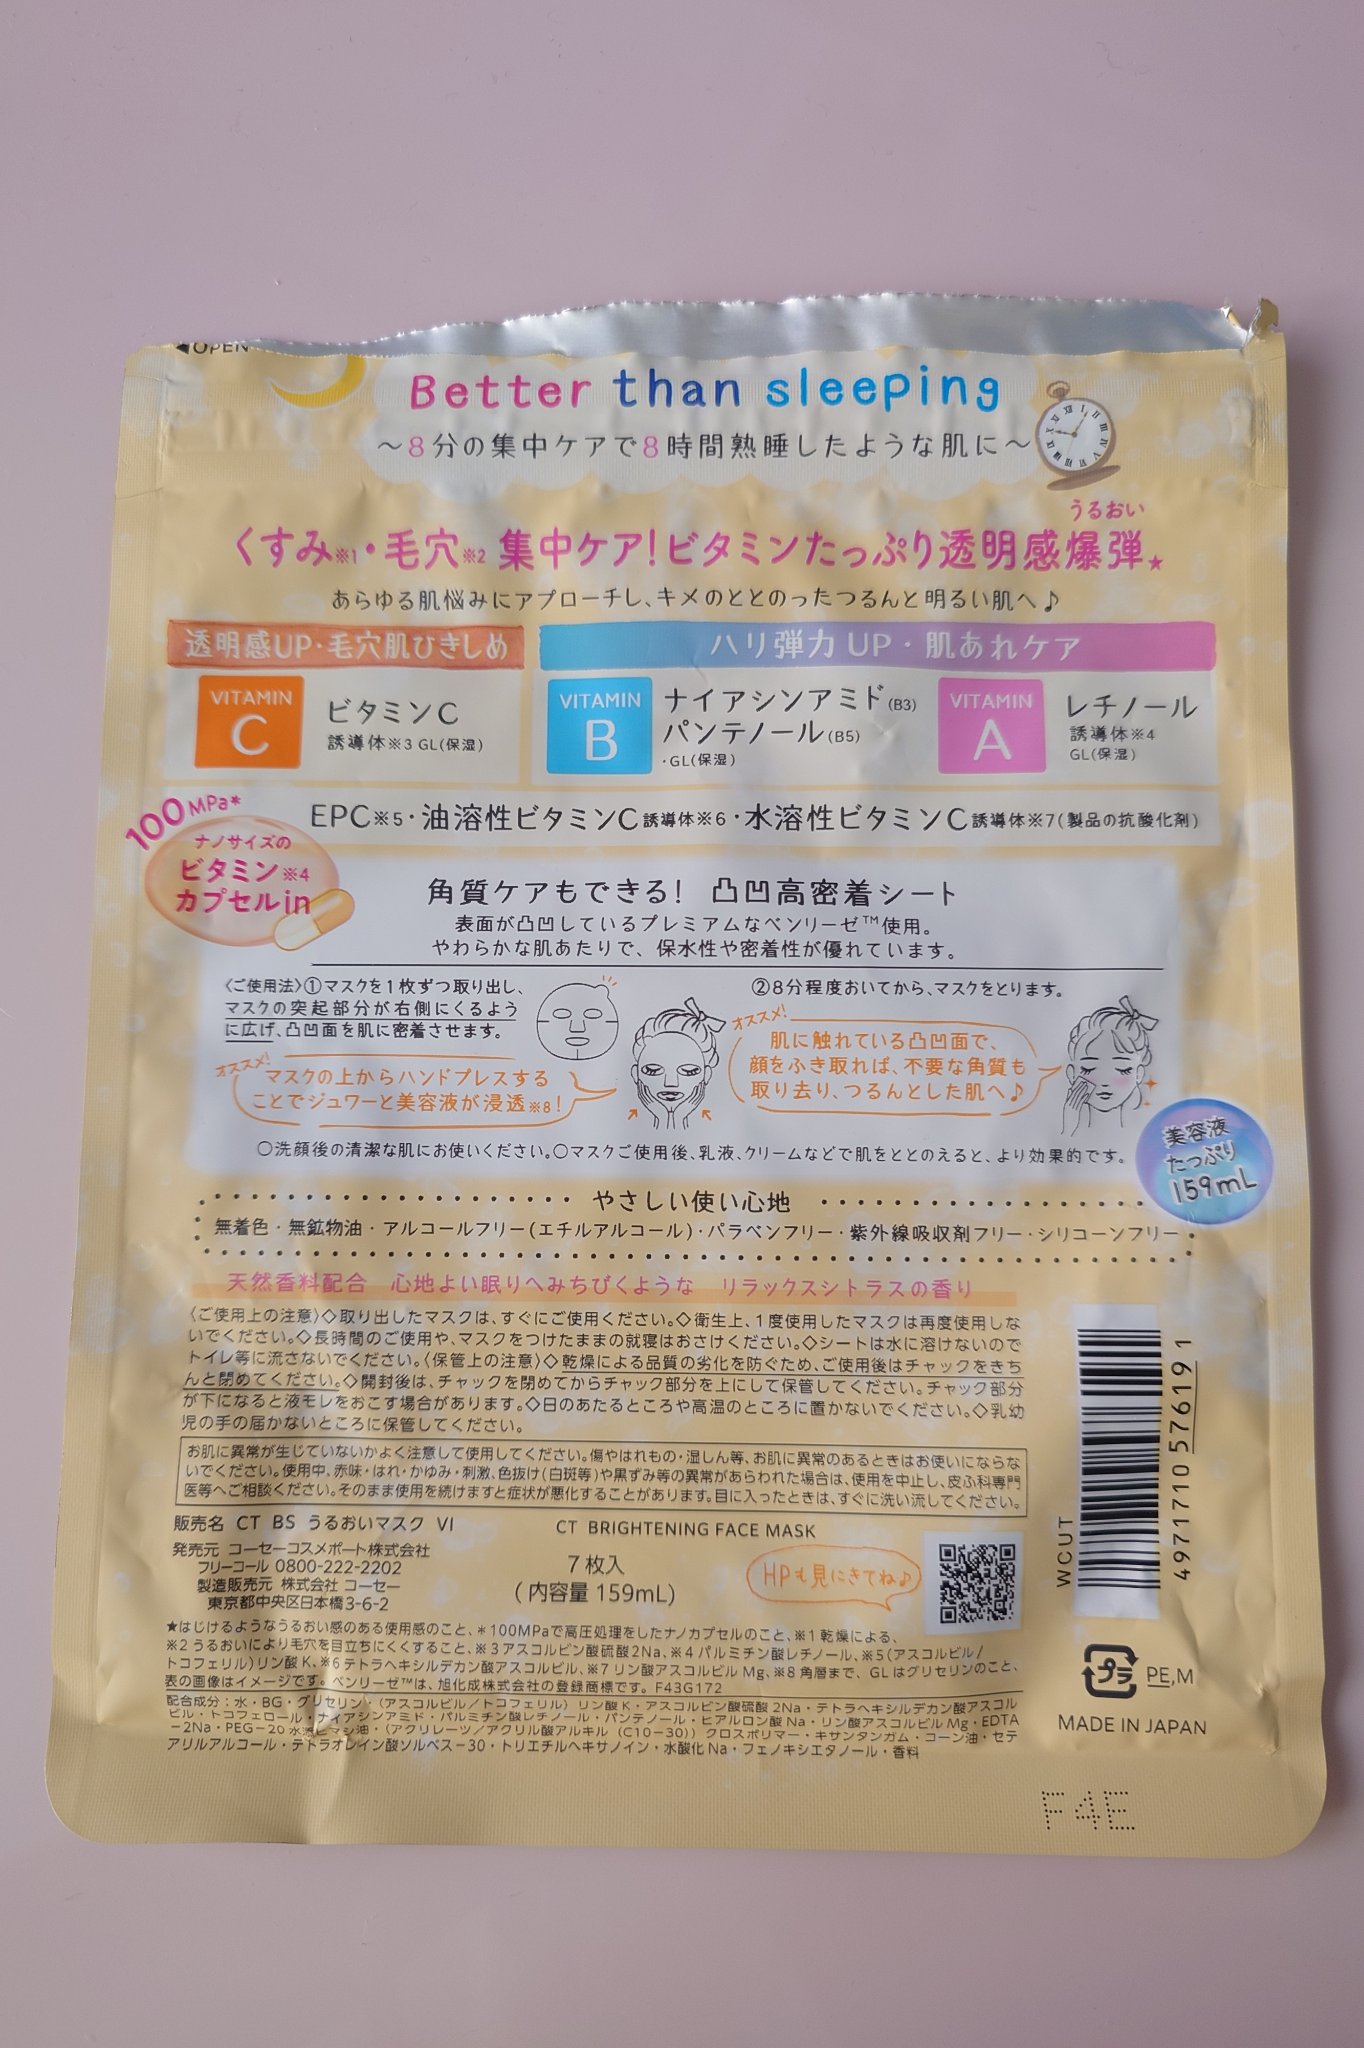 ◀OPEN
Better than sleeping
～8分の集中ケアで8時間熟睡したような肌に～
うるおい
くすみ※1・毛穴※2 集中ケア！ビタミンたっぷり透明感爆弾★
あらゆる肌悩みにアプローチし、キメのととのったつるんと明るい肌へ♪
透明感UP・毛穴肌ひきしめ
ハリ弾力 UP・肌あれケア
VITAMIN C
ビタミンC
誘導体※3 GL(保湿)
VITAMIN B
ナイアシンアミド(B3)
パンテノール(B5)
・GL(保湿)
VITAMIN A
レチノール
誘導体※4
GL(保湿)
100MPa*
ナノサイズの
ビタミン※4
カプセルin
EPC※5・油溶性ビタミンC誘導体※6・水溶性ビタミンC誘導体※7(製品の抗酸化剤)
角質ケアもできる！ 凸凹高密着シート
表面が凸凹しているプレミアムなベンリーゼ™使用。
やわらかな肌あたりで、保水性や密着性が優れています。
〈ご使用法〉①マスクを1枚ずつ取り出し、
マスクの突起部分が右側にくるよう
に広げ、凸凹面を肌に密着させます。
オススメ！
マスクの上からハンドプレスする
ことでジュワーと美容液が浸透※8！
②8分程度おいてから、マスクをとります。
オススメ！
肌に触れている凸凹面で、
顔をふき取れば、不要な角質も
取り去り、つるんとした肌へ♪
○洗顔後の清潔な肌にお使いください。○マスクご使用後、乳液、クリームなどで肌をととのえると、より効果的です。
美容液
たっぷり
159mL
やさしい使い心地
無着色・無鉱物油・アルコールフリー(エチルアルコール)・パラベンフリー・紫外線吸収剤フリー・シリコーンフリー
天然香料配合 心地よい眠りへみちびくような リラックスシトラスの香り
〈ご使用上の注意〉◇取り出したマスクは、すぐにご使用ください。◇衛生上、1度使用したマスクは再度使用しな
いでください。◇長時間のご使用や、マスクをつけたままの就寝はおさけください。◇シートは水に溶けないので
トイレ等に流さないでください。〈保管上の注意〉◇乾燥による品質の劣化を防ぐため、ご使用後はチャックをきち
んと閉めてください。◇開封後は、チャックを閉めてからチャック部分を上にして保管してください。チャック部分
が下になると液モレをおこす場合があります。◇日のあたるところや高温のところに置かないでください。◇乳幼
児の手の届かないところに保管してください。
お肌に異常が生じていないかよく注意して使用してください。傷やはれもの・湿しん等、お肌に異常のあるときはお使いにならな
いでください。使用中、赤味・はれ・かゆみ・刺激、色抜け(白斑等)や黒ずみ等の異常があらわれた場合は、使用を中止し、皮ふ科専門
医等へご相談ください。そのまま使用を続けますと症状が悪化することがあります。目に入ったときは、すぐに洗い流してください。
販売名 CT BS うるおいマスク VI
CT BRIGHTENING FACE MASK
発売元 コーセーコスメポート株式会社
フリーコール 0800-222-2202
製造販売元 株式会社 コーセー
東京都中央区日本橋3-6-2
7枚入
(内容量 159mL)
HPも見にきてね♪
★はじけるようなうるおい感のある使用感のこと、＊100MPaで高圧処理をしたナノカプセルのこと、※1 乾燥による、
※2 うるおいにより毛穴を目立ちにくくすること、※3 アスコルビン酸硫酸2Na、※4 パルミチン酸レチノール、※5(アスコルビル/
トコフェリル)リン酸K、※6 テトラヘキシルデカン酸アスコルビル、※7 リン酸アスコルビルMg、※8 角層まで、GLはグリセリンのこと、
表の画像はイメージです。ベンリーゼ™は、旭化成株式会社の登録商標です。F43G172
配合成分：水・BG・グリセリン・(アスコルビル／トコフェリル) リン酸K・アスコルビン酸硫酸2Na・テトラヘキシルデカン酸アスコル
ビル・トコフェロール・ナイアシンアミド・パルミチン酸レチノール・パンテノール・ヒアルロン酸Na・リン酸アスコルビルMg・EDTA
－2Na・PEG－20 水添ヒマシ油・(アクリレーツ／アクリル酸アルキル (C10－30)) クロスポリマー・キサンタンガム・コーン油・セテ
アリルアルコール・テトラオレイン酸ソルベス－30・トリエチルヘキサノイン・水酸化Na・フェノキシエタノール・香料
WCUT
4971710576191
プラ
PE,M
MADE IN JAPAN
F4E